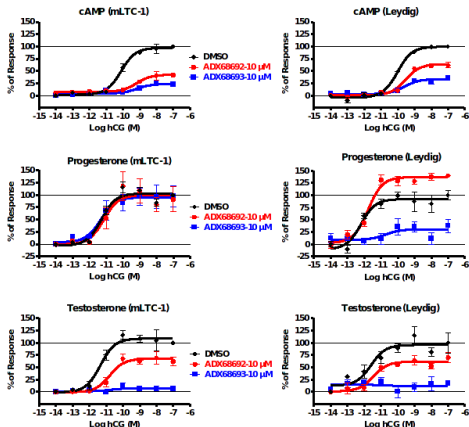 cAMP (mLTC-1)
% of Response
150
125
100
75
50
25
0
-25
-15 -14 -13 -12 -11 -10 -9 -8 -7 -6
Log hCG (M)
DMSO
ADX68692-10 µM
ADX68693-10 µM
cAMP (Leydig)
% of Response
150
125
100
75
50
25
0
-25
-15 -14 -13 -12 -11 -10 -9 -8 -7 -6
Log hCG (M)
Progesterone (mLTC-1)
% of Response
150
125
100
75
50
25
0
-25
-15 -14 -13 -12 -11 -10 -9 -8 -7 -6
Log hCG (M)
DMSO
ADX68692-10 µM
ADX68693-10 µM
Progesterone (Leydig)
% of Response
150
125
100
75
50
25
0
-25
-15 -14 -13 -12 -11 -10 -9 -8 -7 -6
Log hCG (M)
Testosterone (mLTC-1)
% of Response
150
125
100
75
50
25
0
-25
-15 -14 -13 -12 -11 -10 -9 -8 -7 -6
Log hCG (M)
DMSO
ADX68692-10 µM
ADX68693-10 µM
Testosterone (Leydig)
% of Response
150
125
100
75
50
25
0
-25
-15 -14 -13 -12 -11 -10 -9 -8 -7 -6
Log hCG (M)